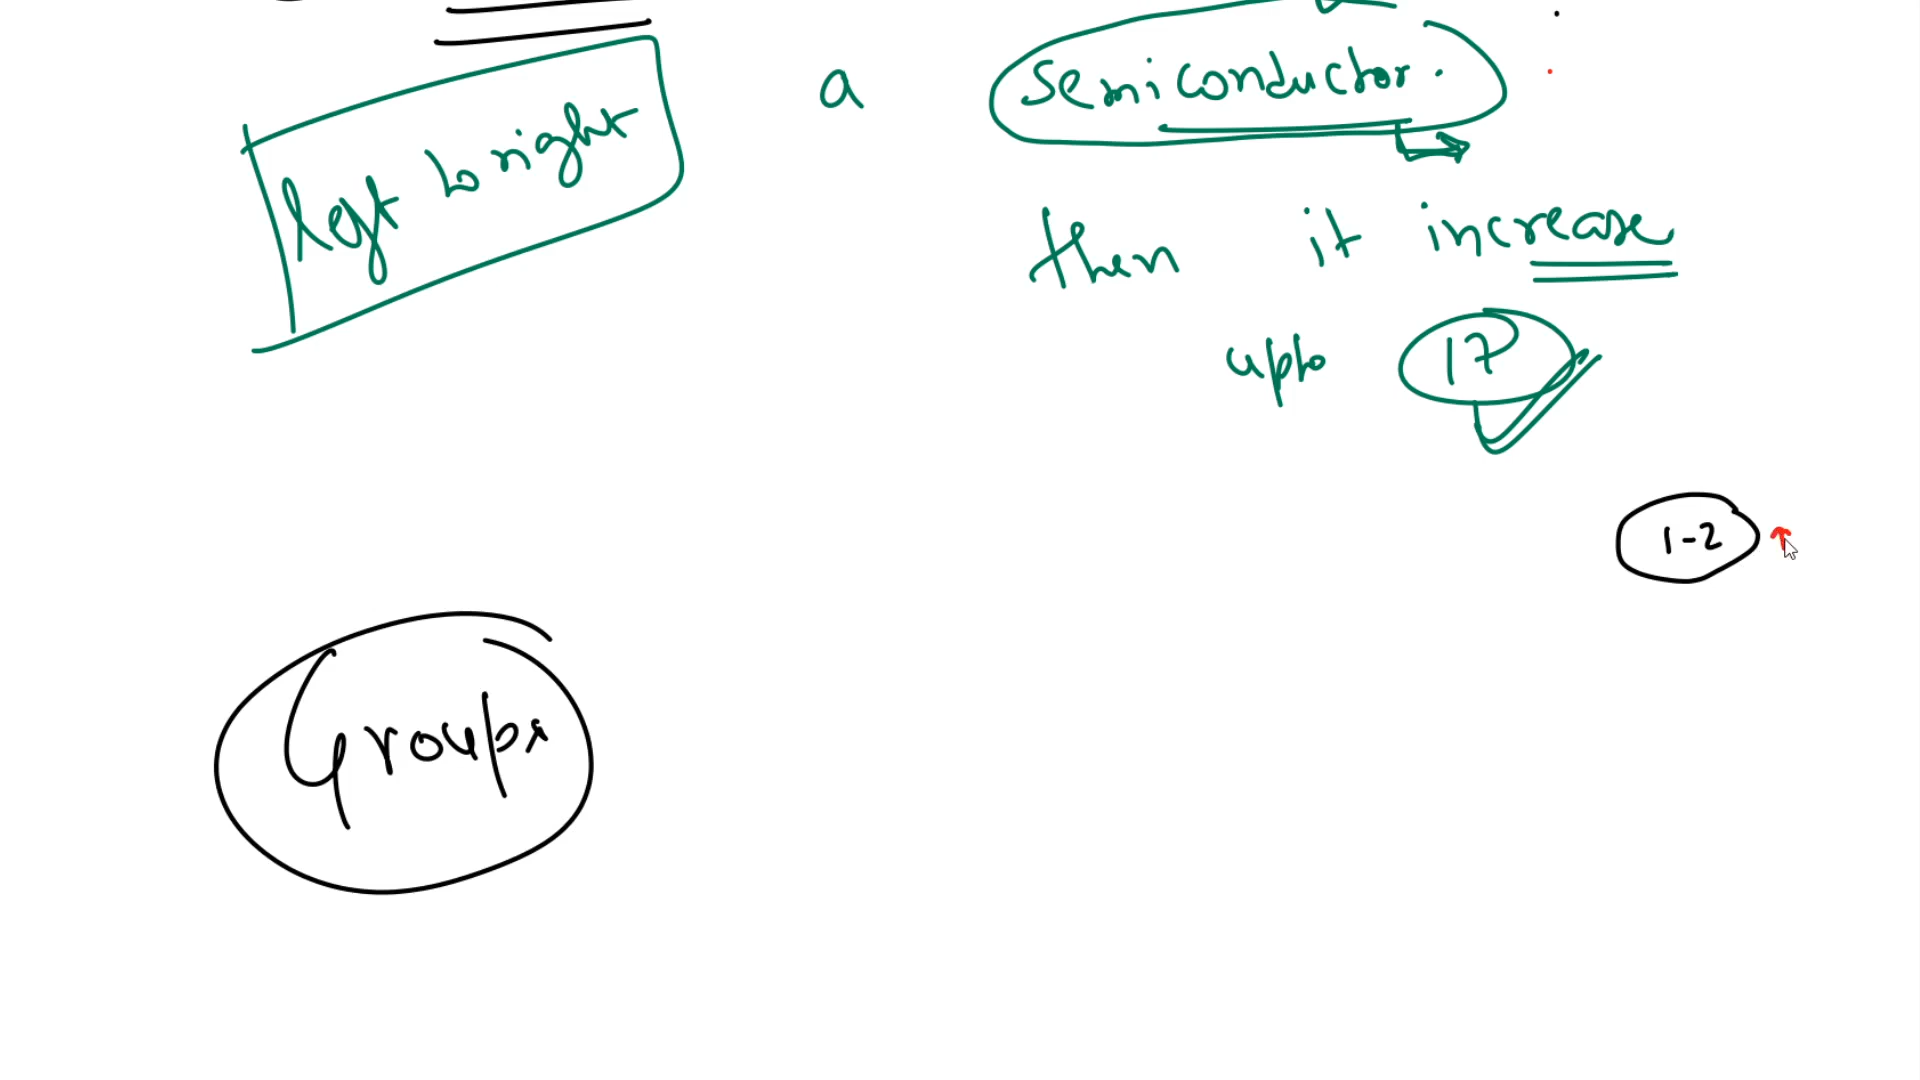 a semiconductor.
left to right
then it increase
upto 17
1-2
Groups